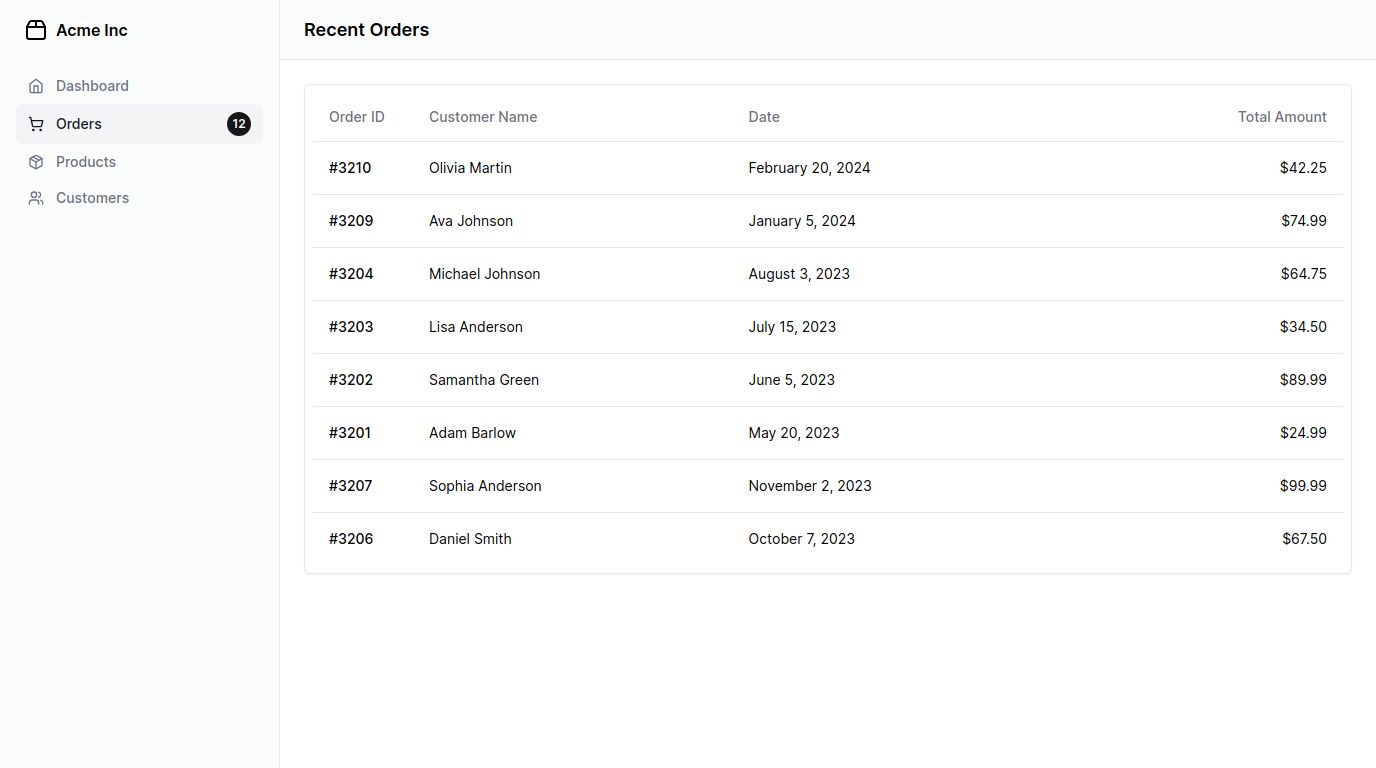 Acme Inc
Dashboard
Orders 12
Products
Customers
Recent Orders
Order ID Customer Name Date Total Amount
#3210 Olivia Martin February 20, 2024 $42.25
#3209 Ava Johnson January 5, 2024 $74.99
#3204 Michael Johnson August 3, 2023 $64.75
#3203 Lisa Anderson July 15, 2023 $34.50
#3202 Samantha Green June 5, 2023 $89.99
#3201 Adam Barlow May 20, 2023 $24.99
#3207 Sophia Anderson November 2, 2023 $99.99
#3206 Daniel Smith October 7, 2023 $67.50